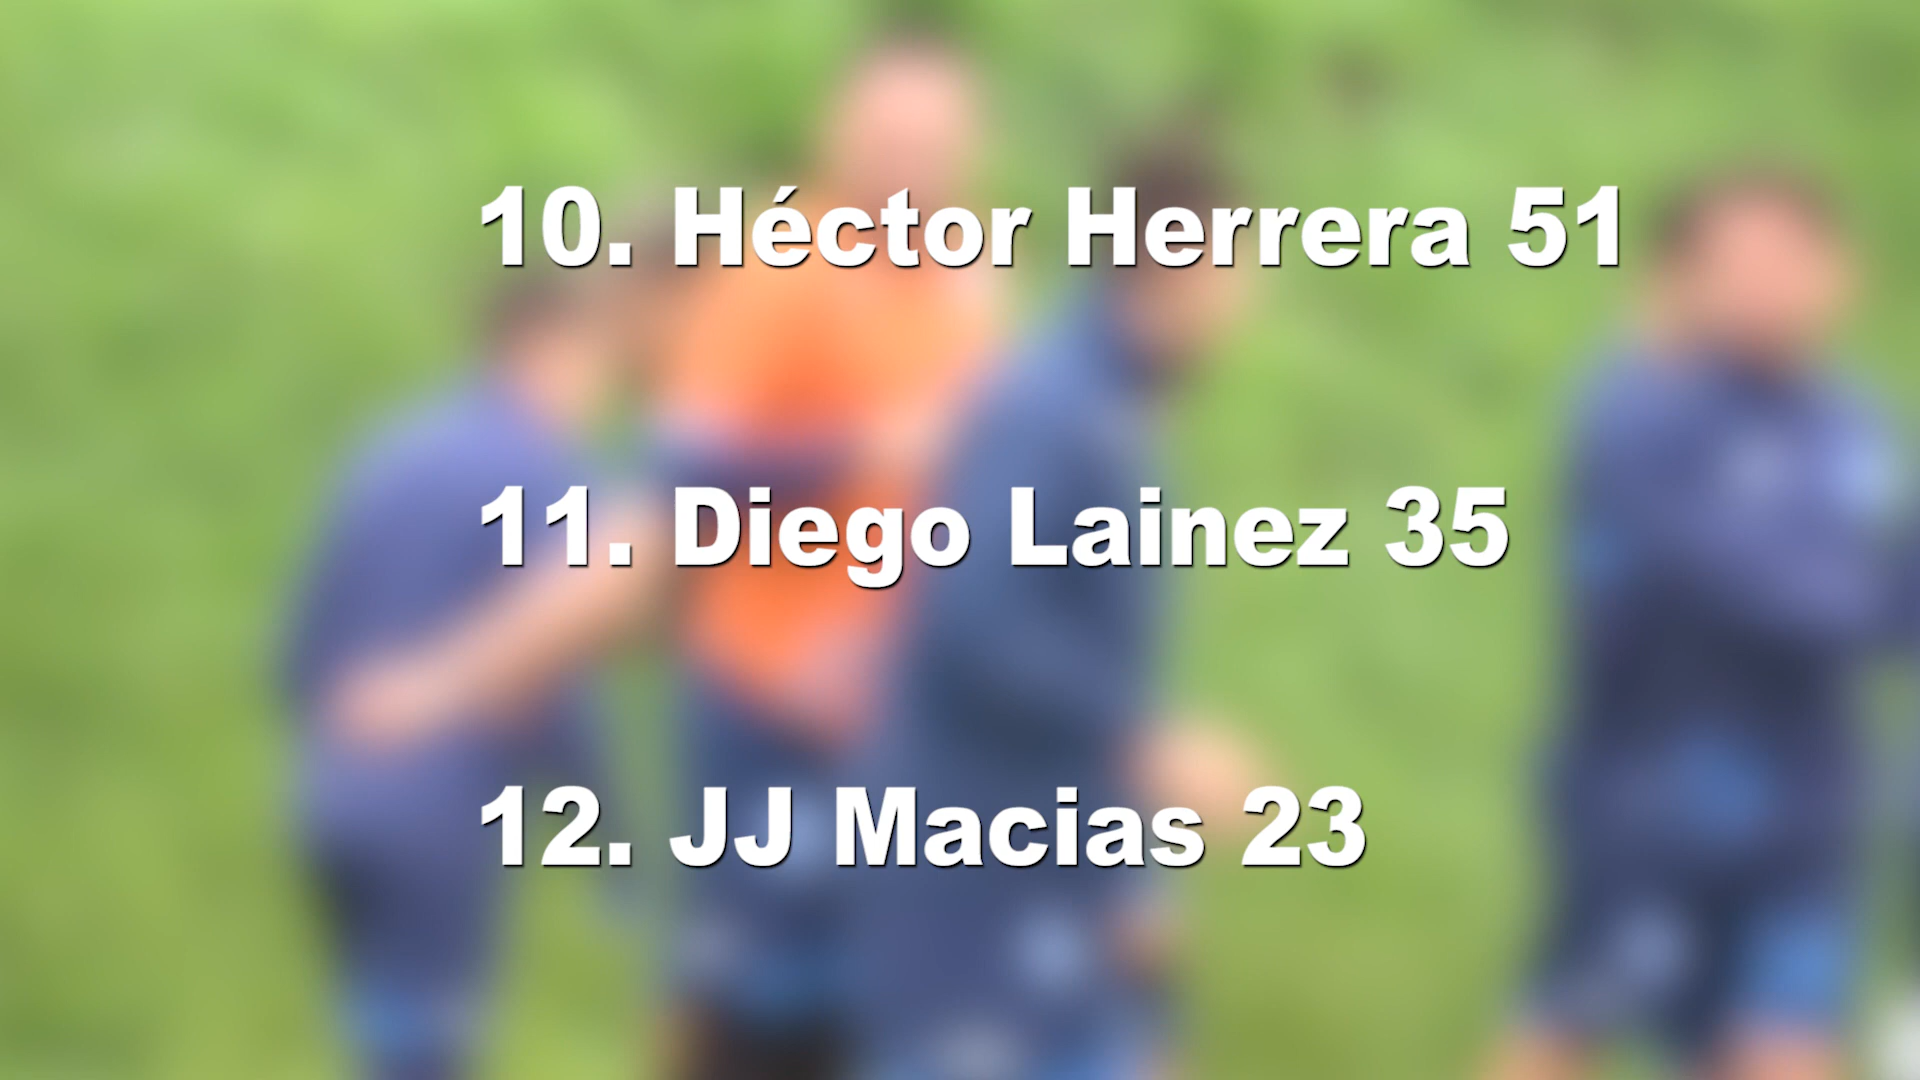 10. Héctor Herrera 51
11. Diego Lainez 35
12. JJ Macias 23